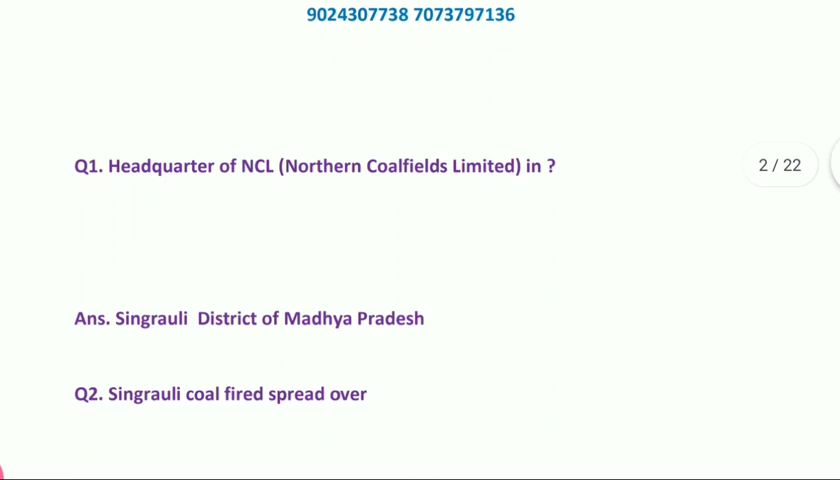 9024307738 7073797136
Q1. Headquarter of NCL (Northern Coalfields Limited) in ?
2 / 22
Ans. Singrauli District of Madhya Pradesh
Q2. Singrauli coal fired spread over